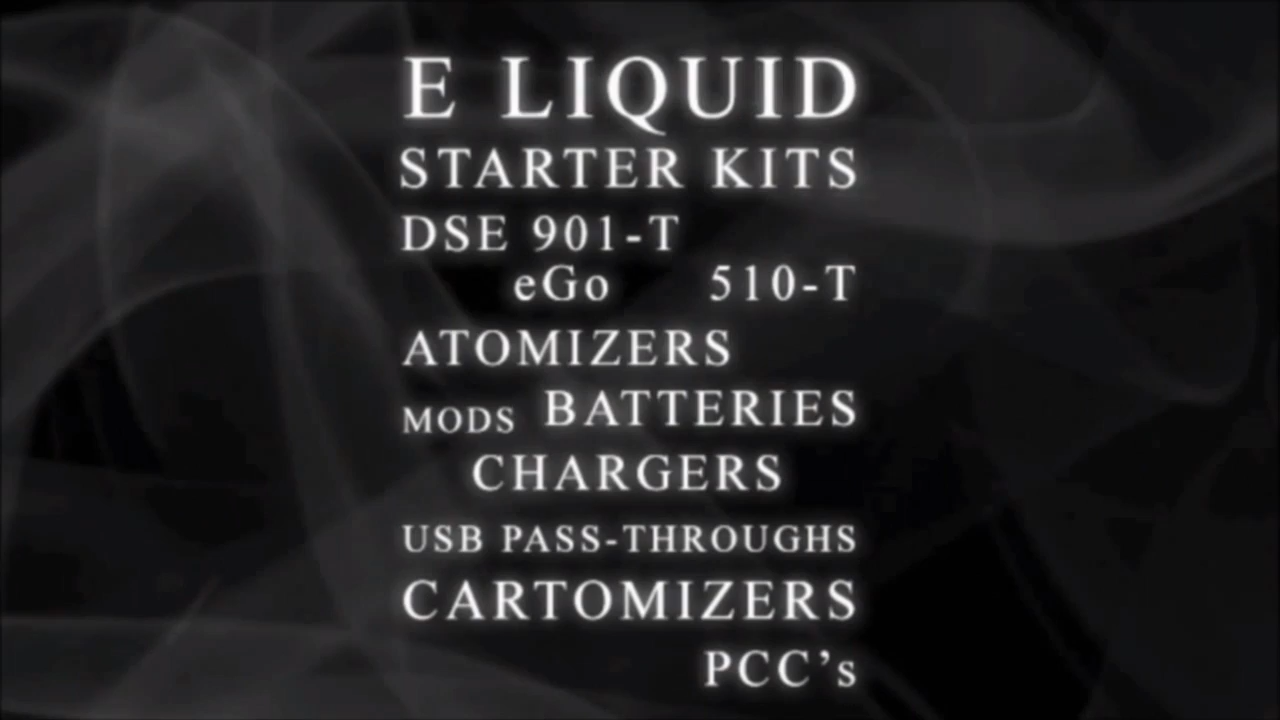 E LIQUID
STARTER KITS
DSE 901-T
eGo 510-T
ATOMIZERS
MODS BATTERIES
CHARGERS
USB PASS-THROUGHS
CARTOMIZERS
PCC’s